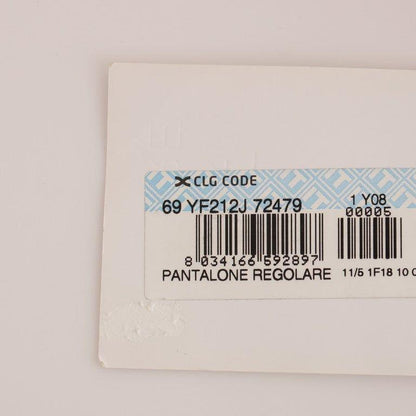 CLG CODE
69 YF212J 72479
1 Y08
00005
8 034166 592897
PANTALONE REGOLARE
11/5 1F18 10